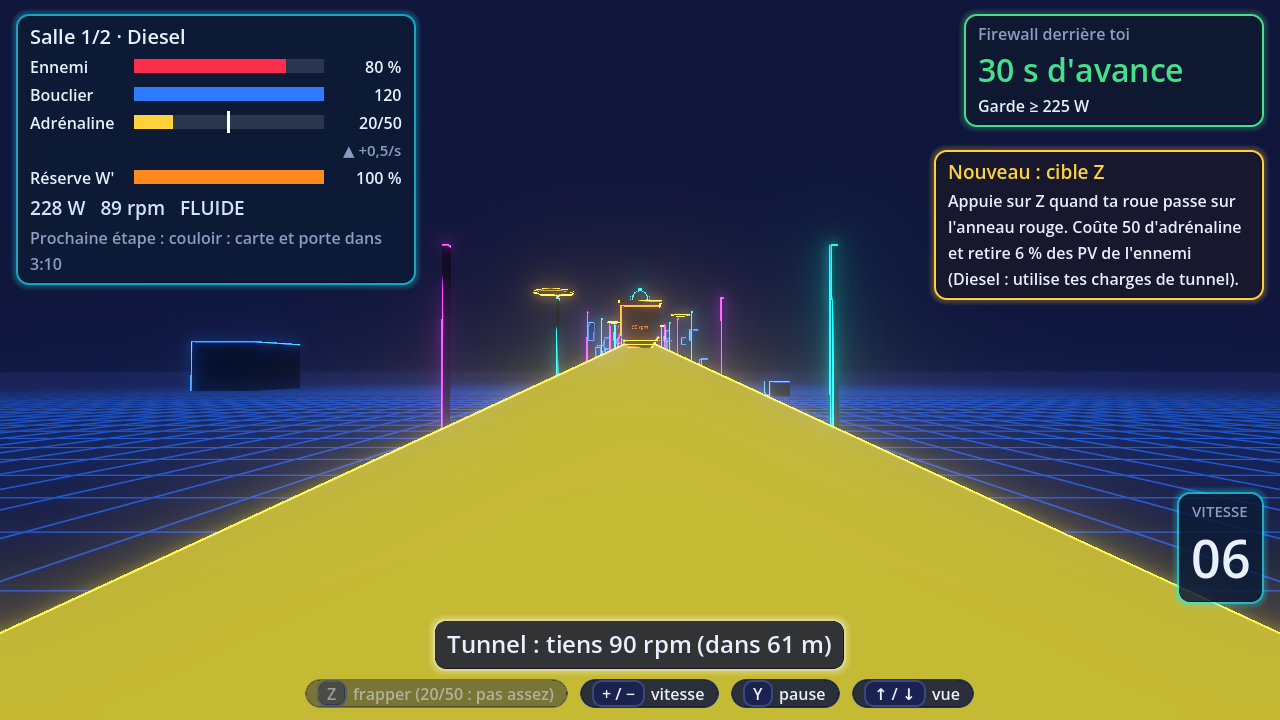 Salle 1/2 · Diesel
Ennemi 80 %
Bouclier 120
Adrénaline 20/50
▲ +0,5/s
Réserve W' 100 %
228 W 89 rpm FLUIDE
Prochaine étape : couloir : carte et porte dans
3:10
Firewall derrière toi
30 s d'avance
Garde ≥ 225 W
Nouveau : cible Z
Appuie sur Z quand ta roue passe sur
l'anneau rouge. Coûte 50 d'adrénaline
et retire 6 % des PV de l'ennemi
(Diesel : utilise tes charges de tunnel).
VITESSE
06
Tunnel : tiens 90 rpm (dans 61 m)
Z frapper (20/50 : pas assez) + / − vitesse Y pause ↑ / ↓ vue